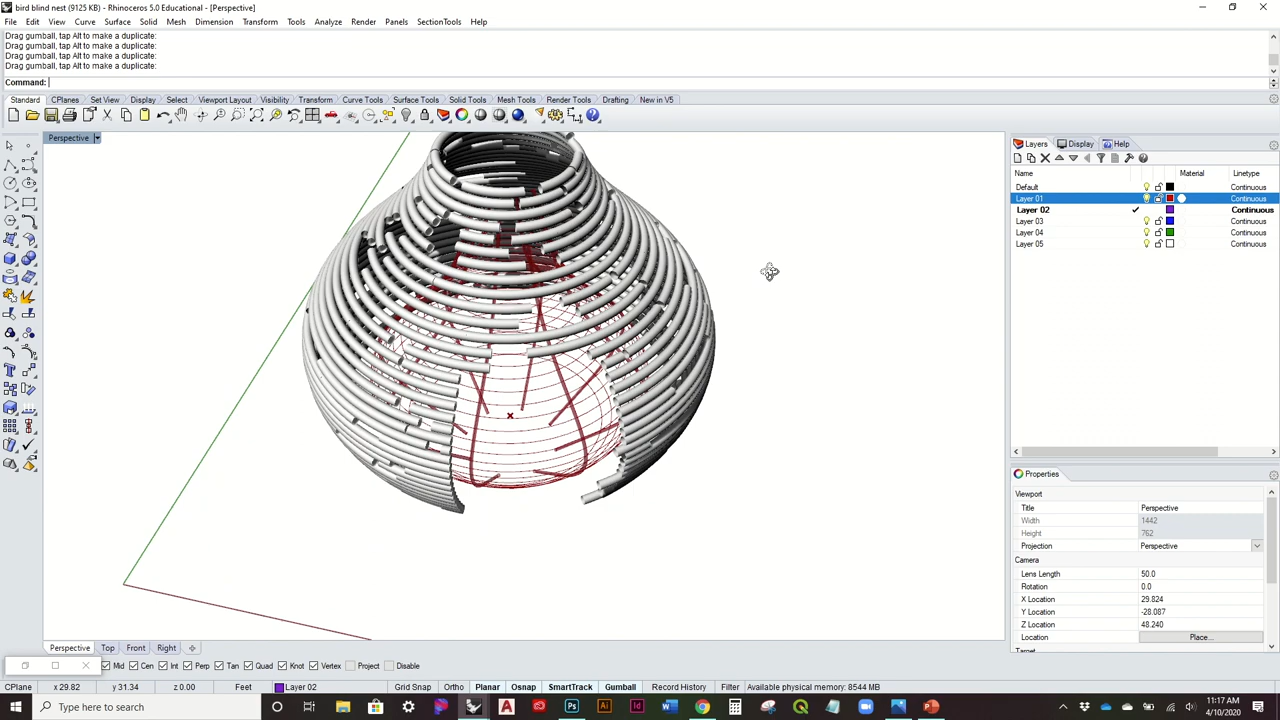 bird blind nest (9125 KB) - Rhinoceros 5.0 Educational - [Perspective]
File Edit View Curve Surface Solid Mesh Dimension Transform Tools Analyze Render Panels SectionTools Help
Drag gumball, tap Alt to make a duplicate:
Drag gumball, tap Alt to make a duplicate:
Drag gumball, tap Alt to make a duplicate:
Drag gumball, tap Alt to make a duplicate:
Command:
Standard CPlanes Set View Display Select Viewport Layout Visibility Transform Curve Tools Surface Tools Solid Tools Mesh Tools Render Tools Drafting New in V5
Perspective
Layers Display Help
Name Material Linetype
Default Continuous
Layer 01 Continuous
Layer 02 Continuous
Layer 03 Continuous
Layer 04 Continuous
Layer 05 Continuous
Properties
Viewport
Title Perspective
Width 1442
Height 762
Projection Perspective
Camera
Lens Length 50.0
Rotation 0.0
X Location 29.824
Y Location -28.087
Z Location 48.240
Location Place...
Target
Perspective Top Front Right
Mid Cen Int Perp Tan Quad Knot Vertex Project Disable
CPlane x 29.82 y 31.34 z 0.00 Feet Layer 02 Grid Snap Ortho Planar Osnap SmartTrack Gumball Record History Filter Available physical memory: 8544 MB
Type here to search
11:17 AM
4/10/2020